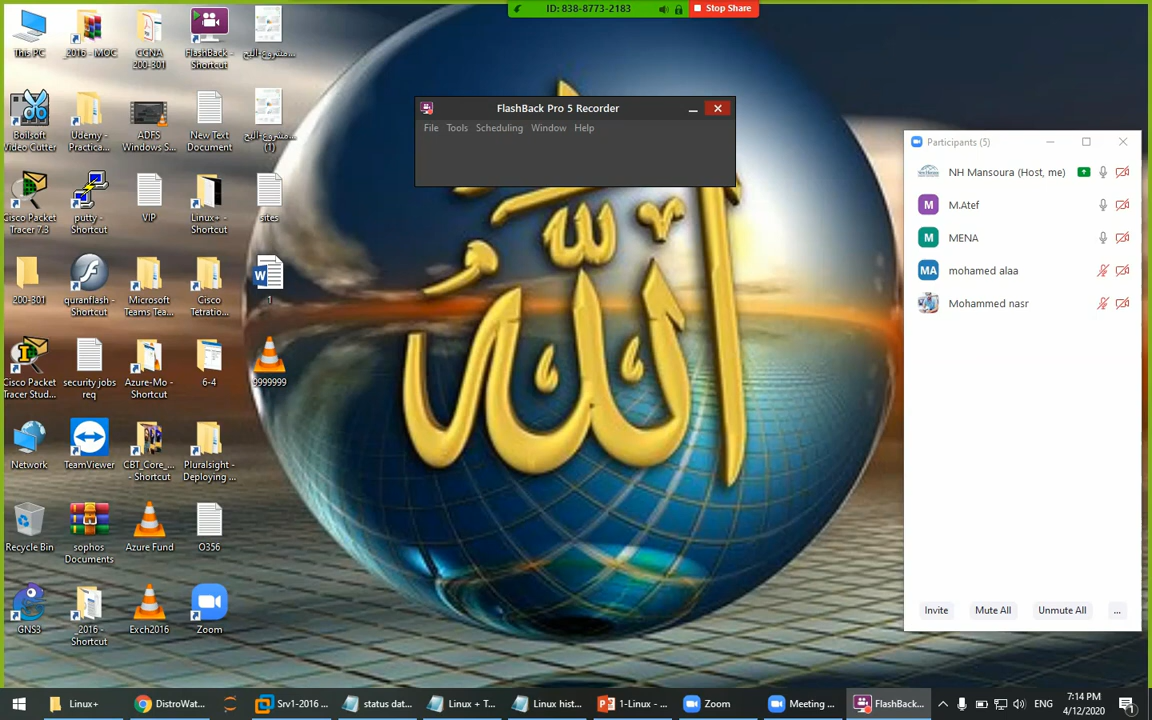 ID: 838-8773-2183
Stop Share
This PC
_2016 - MOC
CCNA
200-301
FlashBack -
Shortcut
Boilsoft
Video Cutter
Udemy -
Practica...
ADFS
Windows S...
New Text
Document
(1)
Cisco Packet
Tracer 7.3
putty -
Shortcut
VIP
Linux+ -
Shortcut
sites
200-301
quranflash -
Shortcut
Microsoft
Teams Tea...
Cisco
Tetratio...
1
Cisco Packet
Tracer Stud...
security jobs
req
Azure-Mo -
Shortcut
6-4
9999999
Network
TeamViewer
CBT_Core_...
- Shortcut
Pluralsight -
Deploying ...
Recycle Bin
sophos
Documents
Azure Fund
O356
GNS3
_2016 -
Shortcut
Exch2016
Zoom
FlashBack Pro 5 Recorder
File Tools Scheduling Window Help
الله
Participants (5)
NH Mansoura (Host, me)
M M.Atef
M MENA
MA mohamed alaa
Mohammed nasr
Invite Mute All Unmute All ...
Linux+
DistroWat...
Srv1-2016 ...
status dat...
Linux + T...
Linux hist...
1-Linux - ...
Zoom
Meeting ...
FlashBack...
ENG
7:14 PM
4/12/2020
1